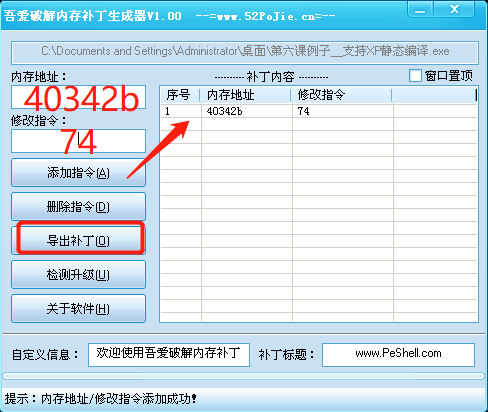 吾爱破解内存补丁生成器V1.00 --=www.52PoJie.cn=--
C:\Documents and Settings\Administrator\桌面\第六课例子__支持XP静态编译.exe
内存地址：
40342b
修改指令：
74
添加指令(A)
删除指令(D)
导出补丁(O)
检测升级(U)
关于软件(H)
---------- 补丁内容 ----------
窗口置顶
序号 内存地址 修改指令
1 40342b 74
自定义信息： 欢迎使用吾爱破解内存补丁 补丁标题： www.PeShell.com
提示：内存地址/修改指令添加成功!